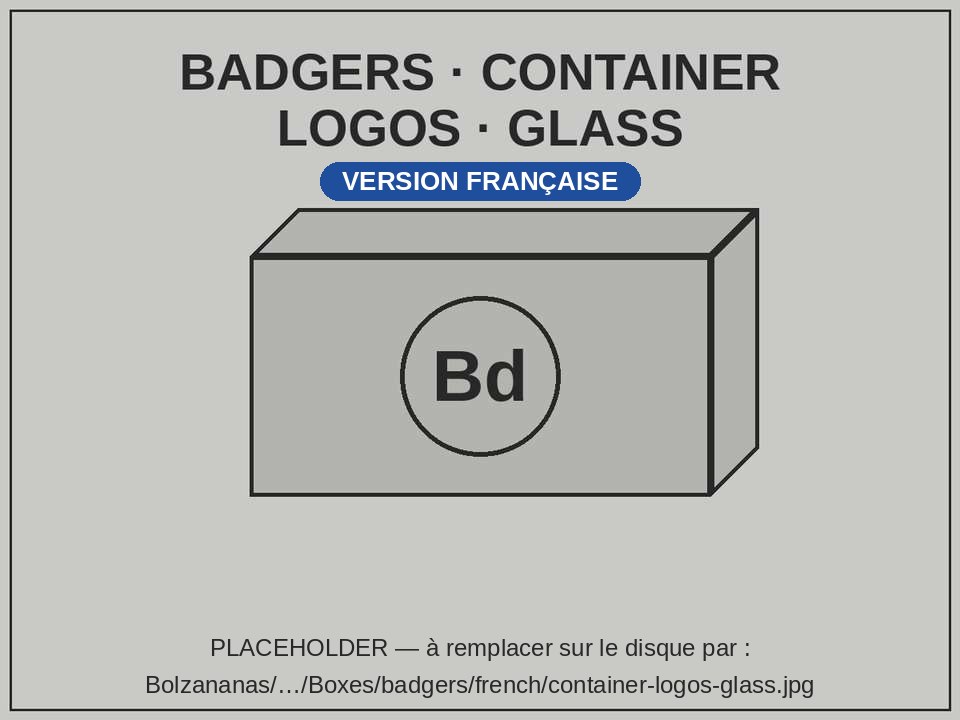 BADGERS · CONTAINER
LOGOS · GLASS
VERSION FRANÇAISE
Bd
PLACEHOLDER — à remplacer sur le disque par :
Bolzananas/…/Boxes/badgers/french/container-logos-glass.jpg